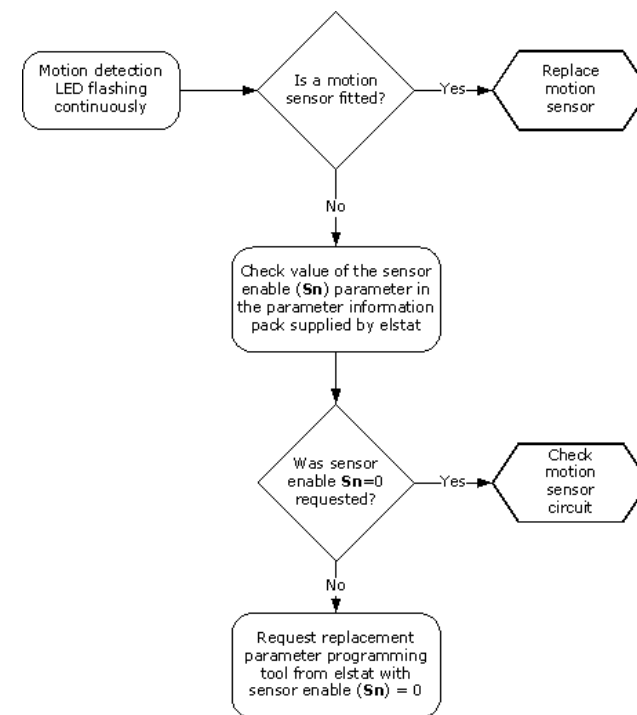 Motion detection
LED flashing
continuously
Is a motion
sensor fitted?
Yes
Replace
motion
sensor
No
Check value of the sensor
enable (Sn) parameter in
the parameter information
pack supplied by elstat
Was sensor
enable Sn=0
requested?
Yes
Check
motion
sensor
circuit
No
Request replacement
parameter programming
tool from elstat with
sensor enable (Sn) = 0